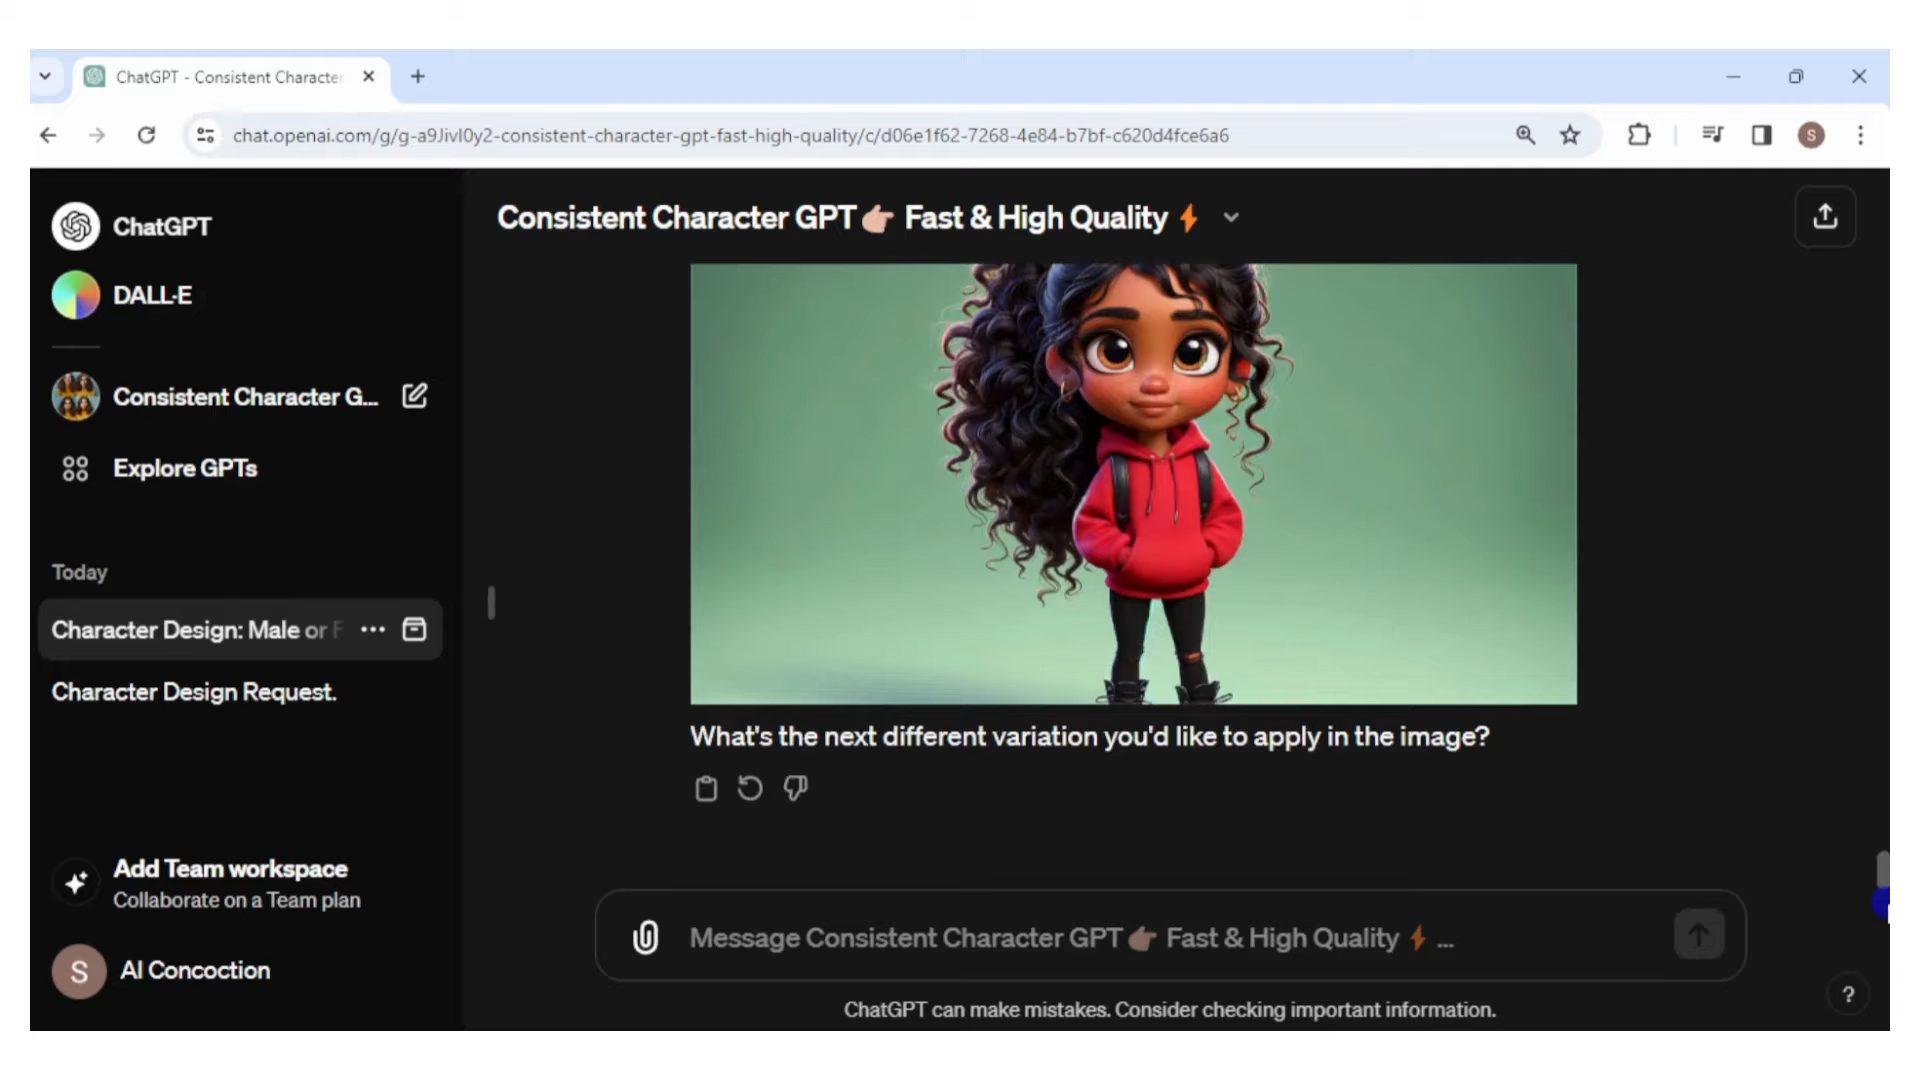 ChatGPT - Consistent Character
chat.openai.com/g/g-a9JivI0y2-consistent-character-gpt-fast-high-quality/c/d06e1f62-7268-4e84-b7bf-c620d4fce6a6
S
ChatGPT
DALL·E
Consistent Character G...
Explore GPTs
Today
Character Design: Male or F
Character Design Request.
Add Team workspace
Collaborate on a Team plan
S
AI Concoction
Consistent Character GPT👉🏼 Fast & High Quality⚡
What's the next different variation you'd like to apply in the image?
Message Consistent Character GPT👉🏼 Fast & High Quality⚡...
ChatGPT can make mistakes. Consider checking important information.
?